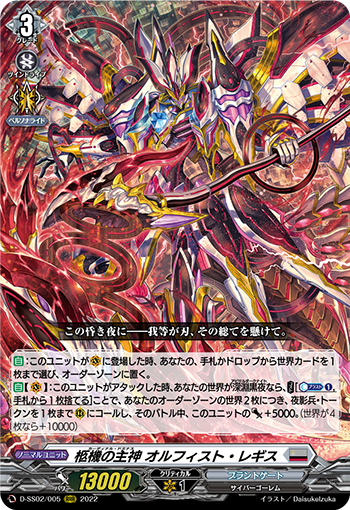 3
グレード
ツインドライブ
ペルソナライド
この昏き夜に――我等が刃、その総てを懸けて。
:このユニットが に登場した時、あなたの、手札かドロップから世界カードを
1枚まで選び、オーダーゾーンに置く。
:このユニットがアタックした時、あなたの世界が深淵黒夜なら、 【 ブラスト 1、
手札から1枚捨てる】ことで、あなたのオーダーゾーンの世界2枚につき、夜影兵・トー
クンを1枚まで にコールし、そのバトル中、このユニットの +5000。(世界が4
枚なら+10000)
ノーマルユニット
柩機の主神 オルフィスト・レギス
パワー
13000
クリティカル
1
ブラントゲート
サイバーゴーレム
D-SS02/005 RRR 2022
イラスト/ DaisukeIzuka